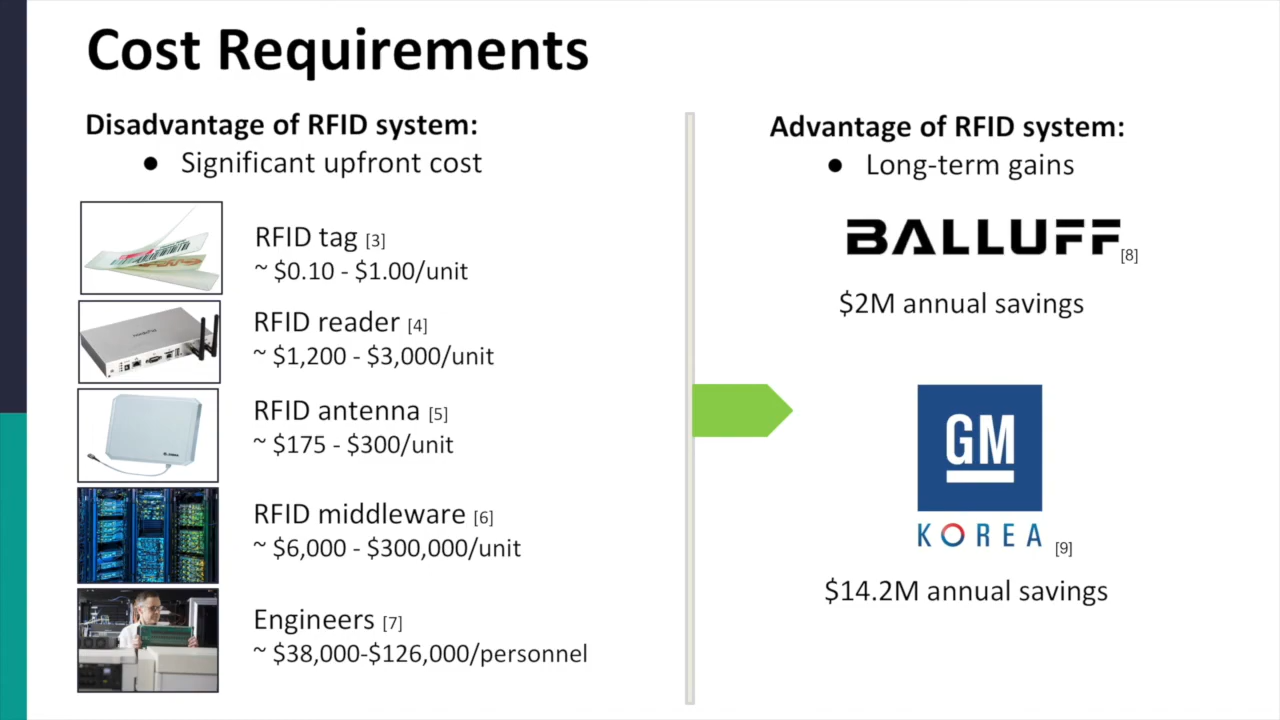 Cost Requirements
Disadvantage of RFID system:
● Significant upfront cost
RFID tag [3]
~ $0.10 - $1.00/unit
RFID reader [4]
~ $1,200 - $3,000/unit
RFID antenna [5]
~ $175 - $300/unit
RFID middleware [6]
~ $6,000 - $300,000/unit
Engineers [7]
~ $38,000-$126,000/personnel
Advantage of RFID system:
● Long-term gains
BALLUFF [8]
$2M annual savings
GM
KOREA [9]
$14.2M annual savings